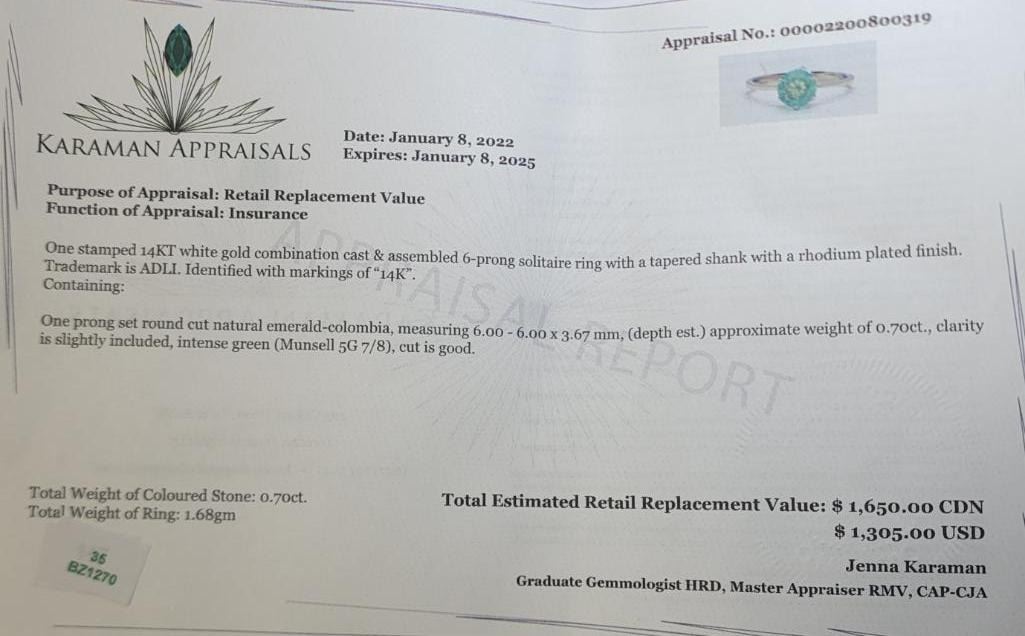 Appraisal No.: 00002200800319
KARAMAN APPRAISALS
Date: January 8, 2022
Expires: January 8, 2025
Purpose of Appraisal: Retail Replacement Value
Function of Appraisal: Insurance
One stamped 14KT white gold combination cast & assembled 6-prong solitaire ring with a tapered shank with a rhodium plated finish.
Trademark is ADLI. Identified with markings of “14K”.
Containing:
APPRAISAL REPORT
One prong set round cut natural emerald-colombia, measuring 6.00 - 6.00 x 3.67 mm, (depth est.) approximate weight of 0.70ct., clarity
is slightly included, intense green (Munsell 5G 7/8), cut is good.
Total Weight of Coloured Stone: 0.70ct.
Total Weight of Ring: 1.68gm
Total Estimated Retail Replacement Value: $ 1,650.00 CDN
$ 1,305.00 USD
36
BZ1270
Jenna Karaman
Graduate Gemmologist HRD, Master Appraiser RMV, CAP-CJA